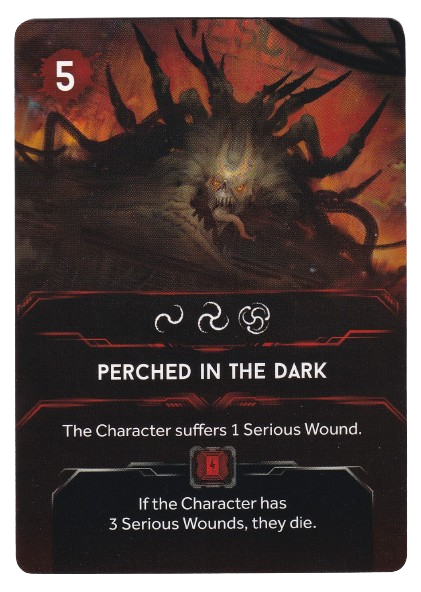 5
PERCHED IN THE DARK
The Character suffers 1 Serious Wound.
If the Character has
3 Serious Wounds, they die.